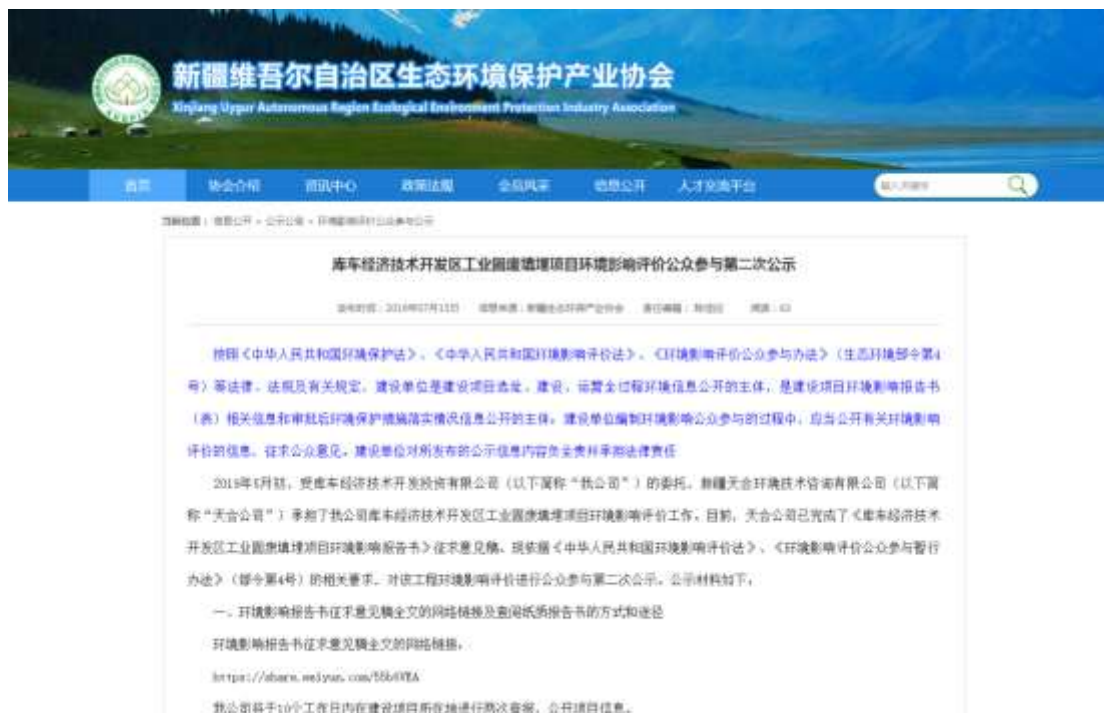 新疆维吾尔自治区生态环境保护产业协会
Xinjiang Uygur Autonomous Region Ecological Environment Protection Industry Association
首页 协会介绍 资讯中心 政策法规 会员风采 信息公开 人才交流平台
当前位置：信息公开 > 公示公告 > 环境影响评价公众参与公示
库车经济技术开发区工业固废填埋项目环境影响评价公众参与第二次公示
按照《中华人民共和国环境保护法》、《中华人民共和国环境影响评价法》、《环境影响评价公众参与办法》（生态环境部令第4
号）等法律、法规及有关规定，建设单位是建设项目选址、建设、运营全过程环境信息公开的主体，是建设项目环境影响报告书
（表）相关信息和审批后环境保护措施落实情况信息公开的主体。建设单位编制环境影响公众参与的过程中，应当公开有关环境影响
评价的信息，征求公众意见。建设单位对所发布的公示信息内容负全责并承担法律责任
受库车经济技术开发投资有限公司（以下简称“我公司”）的委托，新疆天合环境技术咨询有限公司（以下简
称“天合公司”）承担了我公司库车经济技术开发区工业固废填埋项目环境影响评价工作。目前，天合公司已完成了《库车经济技术
开发区工业固废填埋项目环境影响报告书》征求意见稿。现依据《中华人民共和国环境影响评价法》、《环境影响评价公众参与暂行
办法》（部令第4号）的相关要求，对该工程环境影响评价进行公众参与第二次公示。公示材料如下：
一、环境影响报告书征求意见稿全文的网络链接及查阅纸质报告书的方式和途径
环境影响报告书征求意见稿全文的网络链接：
我公司将于10个工作日内在建设项目所在地进行两次登报，公开项目信息。